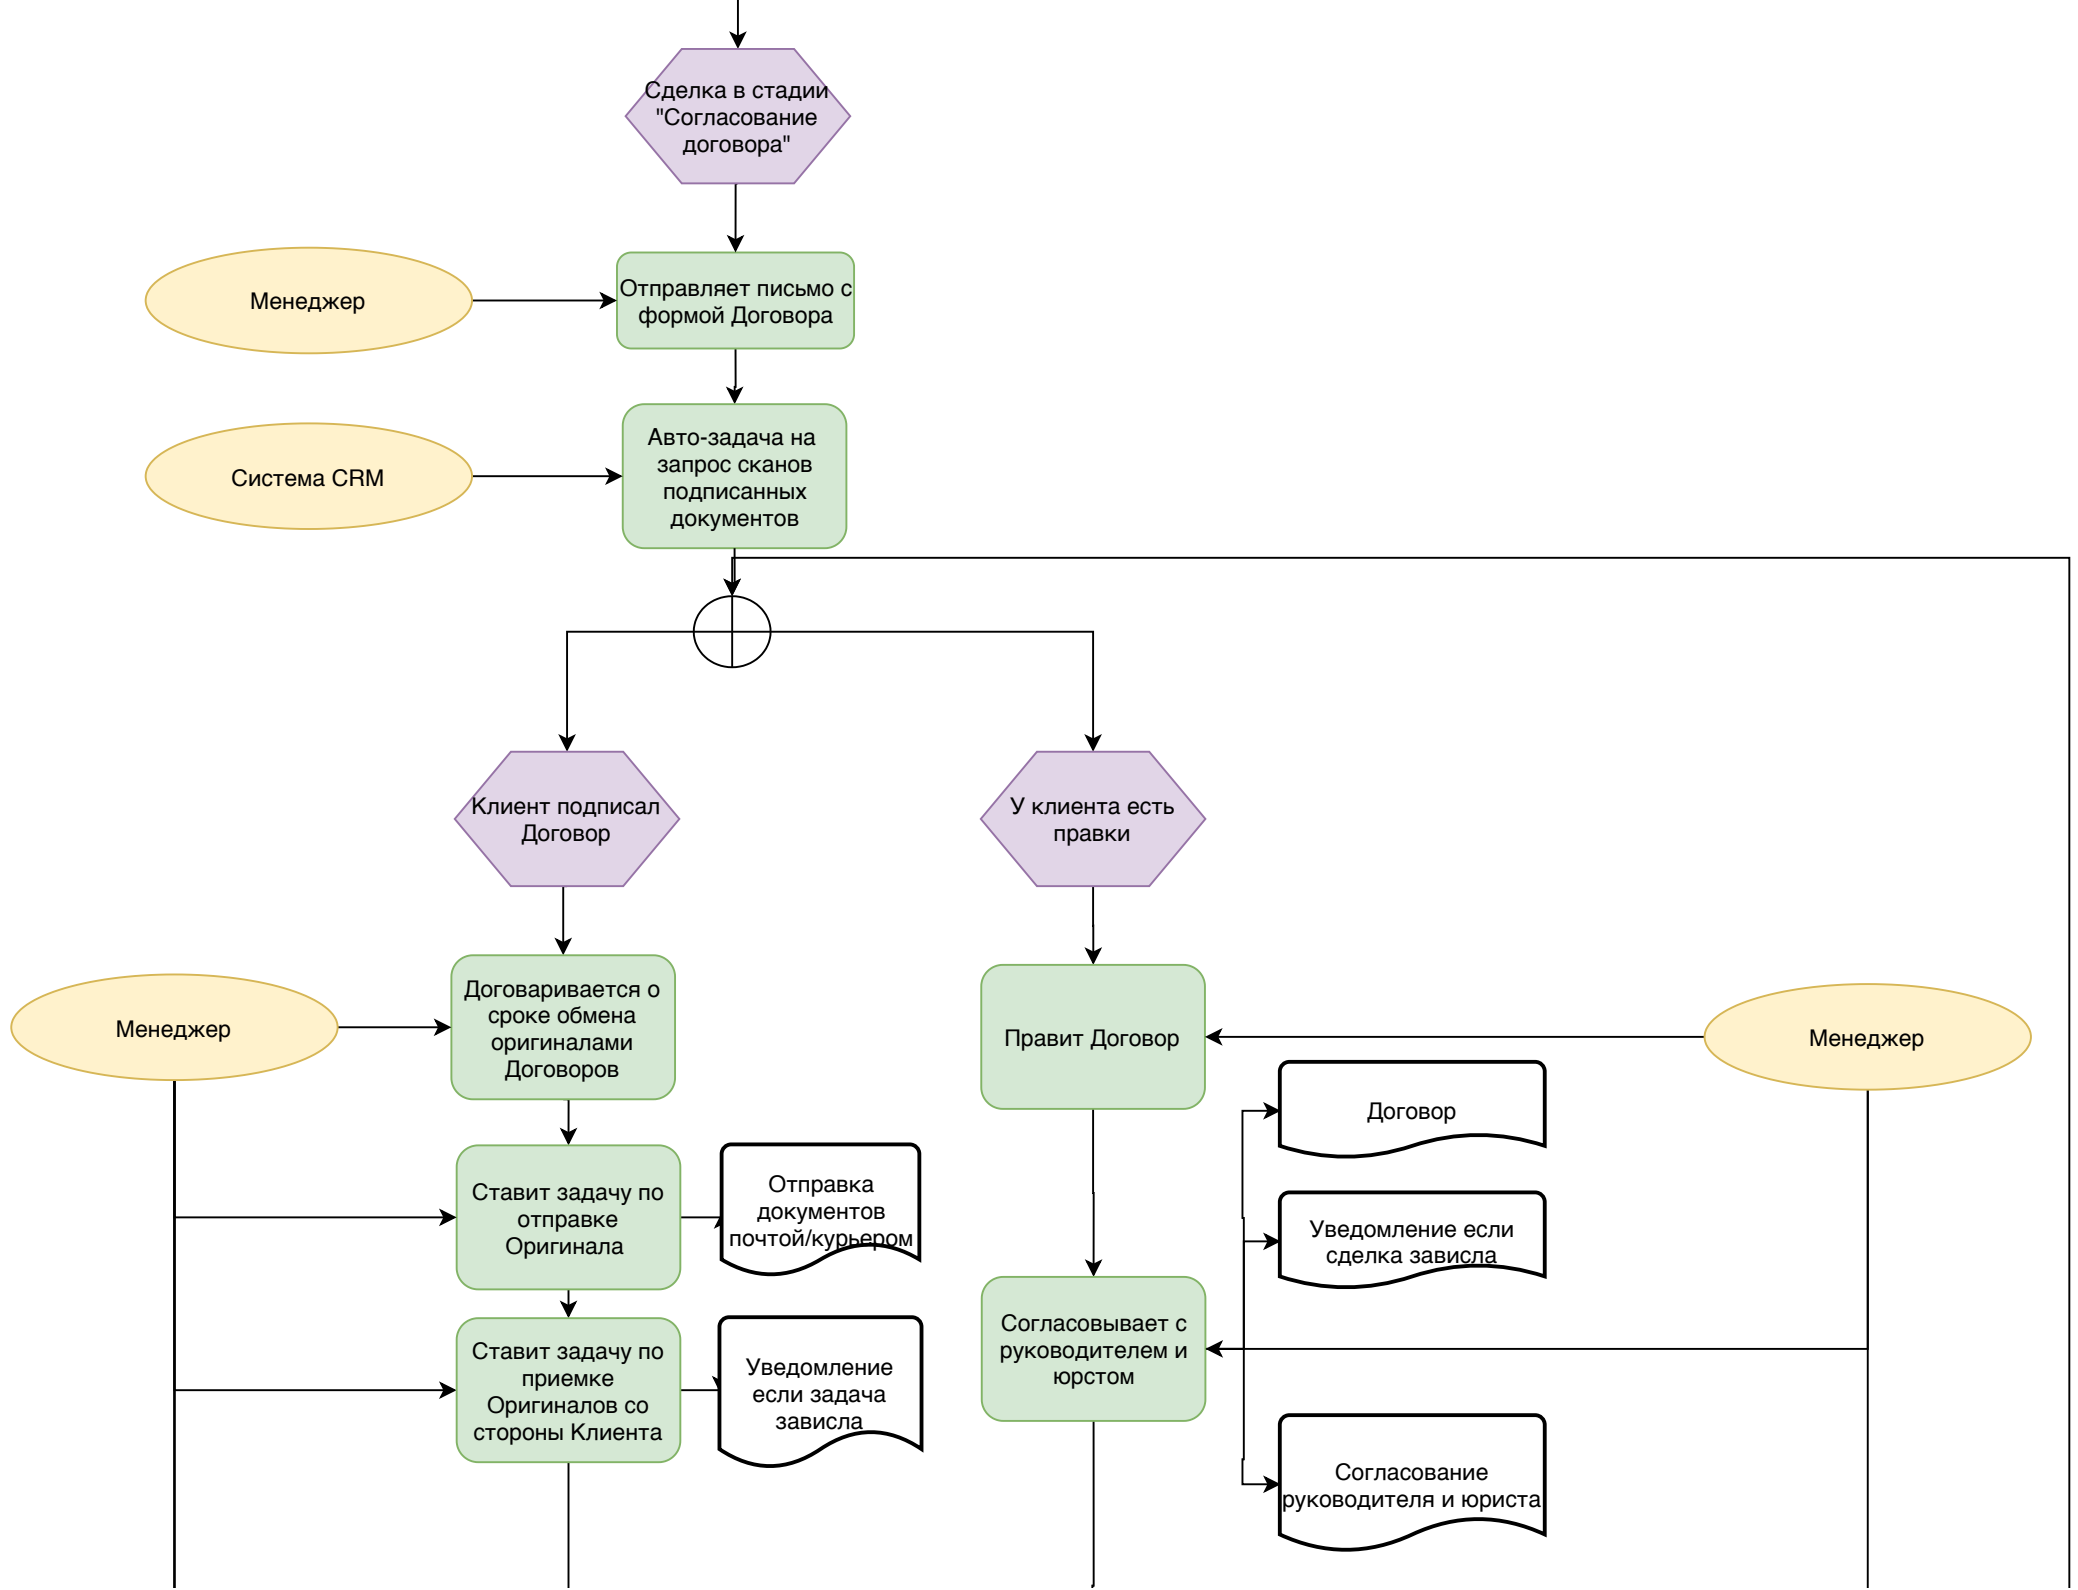 Сделка в стадии
"Согласование
договора"
Менеджер
Отправляет письмо с
формой Договора
Система CRM
Авто-задача на
запрос сканов
подписанных
документов
Клиент подписал
Договор
У клиента есть
правки
Менеджер
Договаривается о
сроке обмена
оригиналами
Договоров
Правит Договор
Менеджер
Договор
Ставит задачу по
отправке
Оригинала
Отправка
документов
почтой/курьером
Уведомление если
сделка зависла
Ставит задачу по
приемке
Оригиналов со
стороны Клиента
Уведомление
если задача
зависла
Согласовывает с
руководителем и
юрстом
Согласование
руководителя и юриста